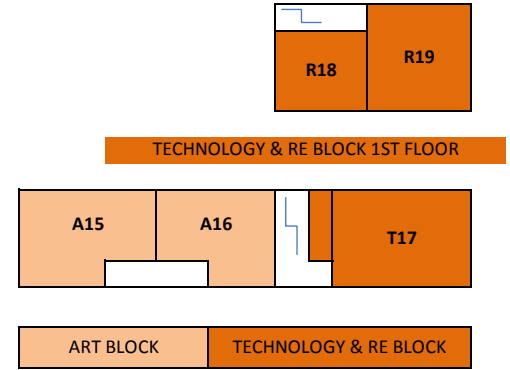 R18
R19
TECHNOLOGY & RE BLOCK 1ST FLOOR
A15
A16
T17
ART BLOCK
TECHNOLOGY & RE BLOCK